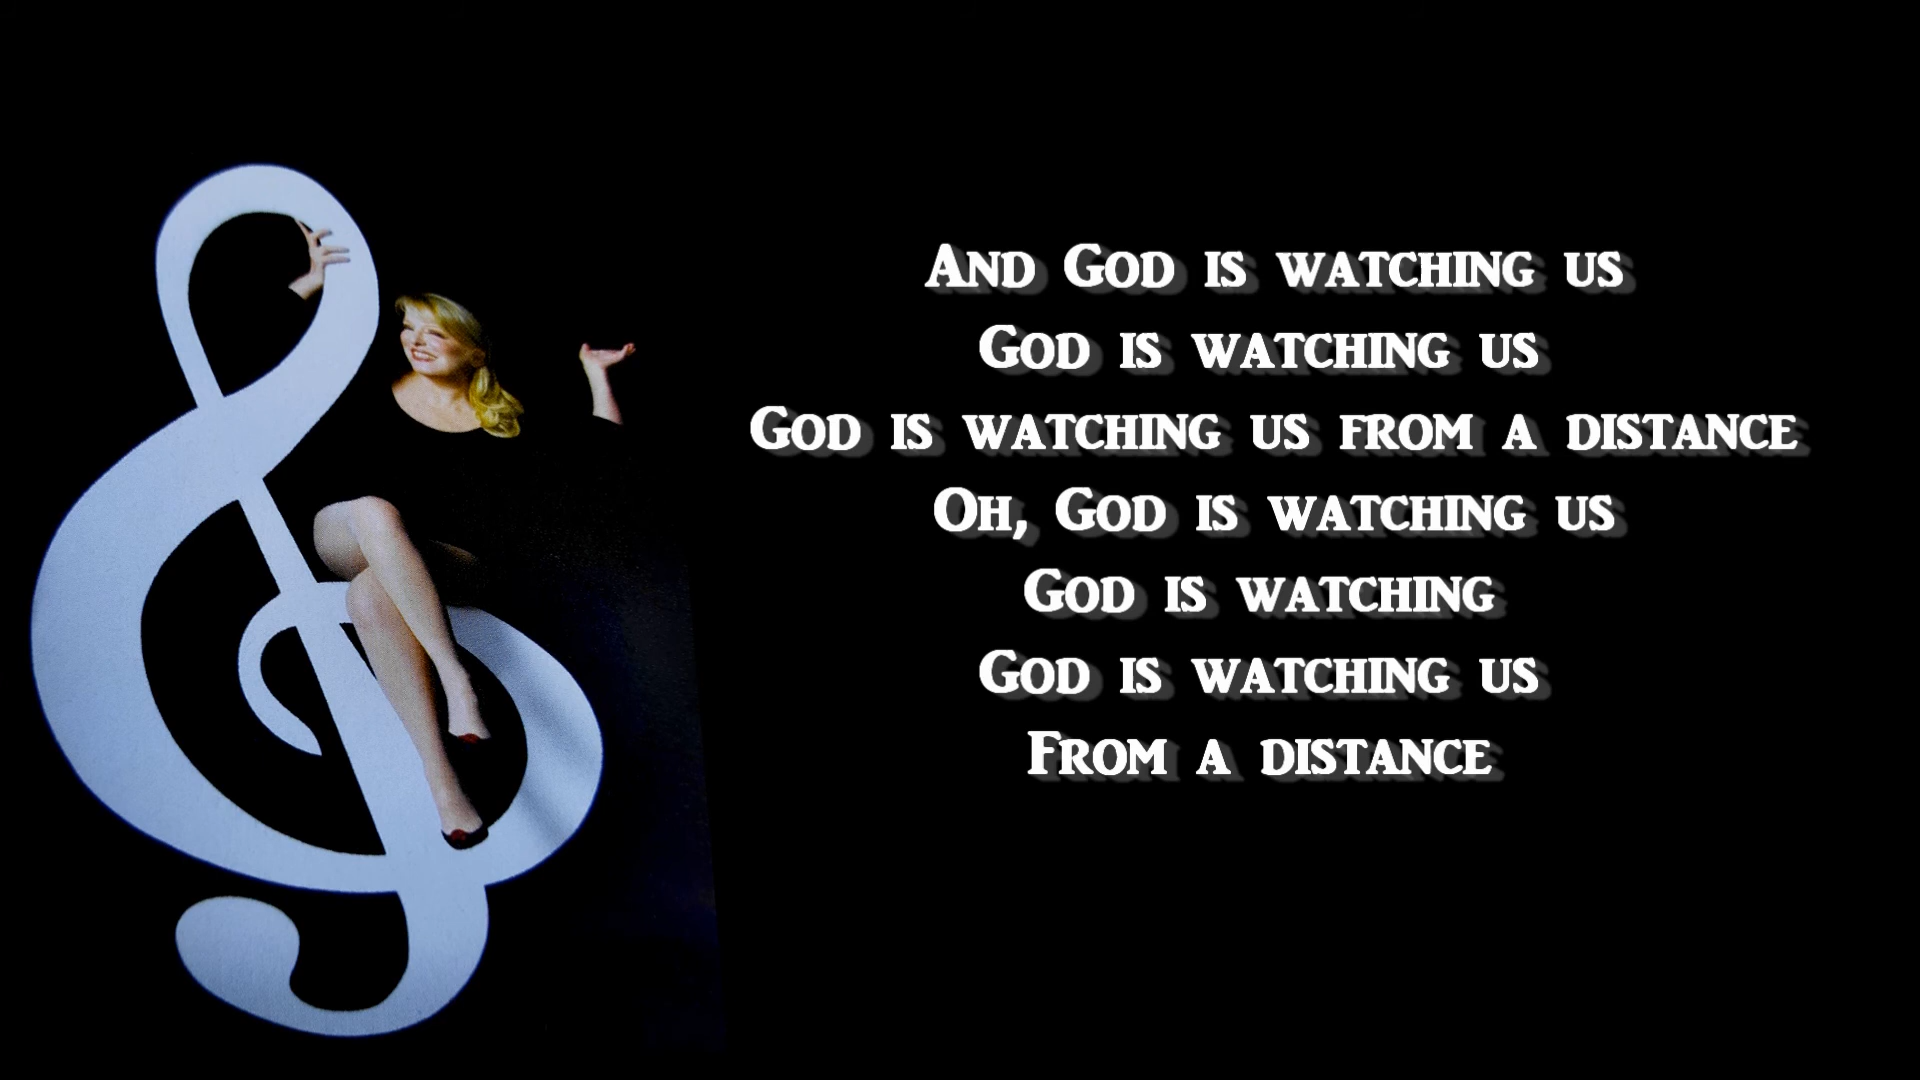 And God is watching us
God is watching us
God is watching us from a distance
Oh, God is watching us
God is watching
God is watching us
From a distance